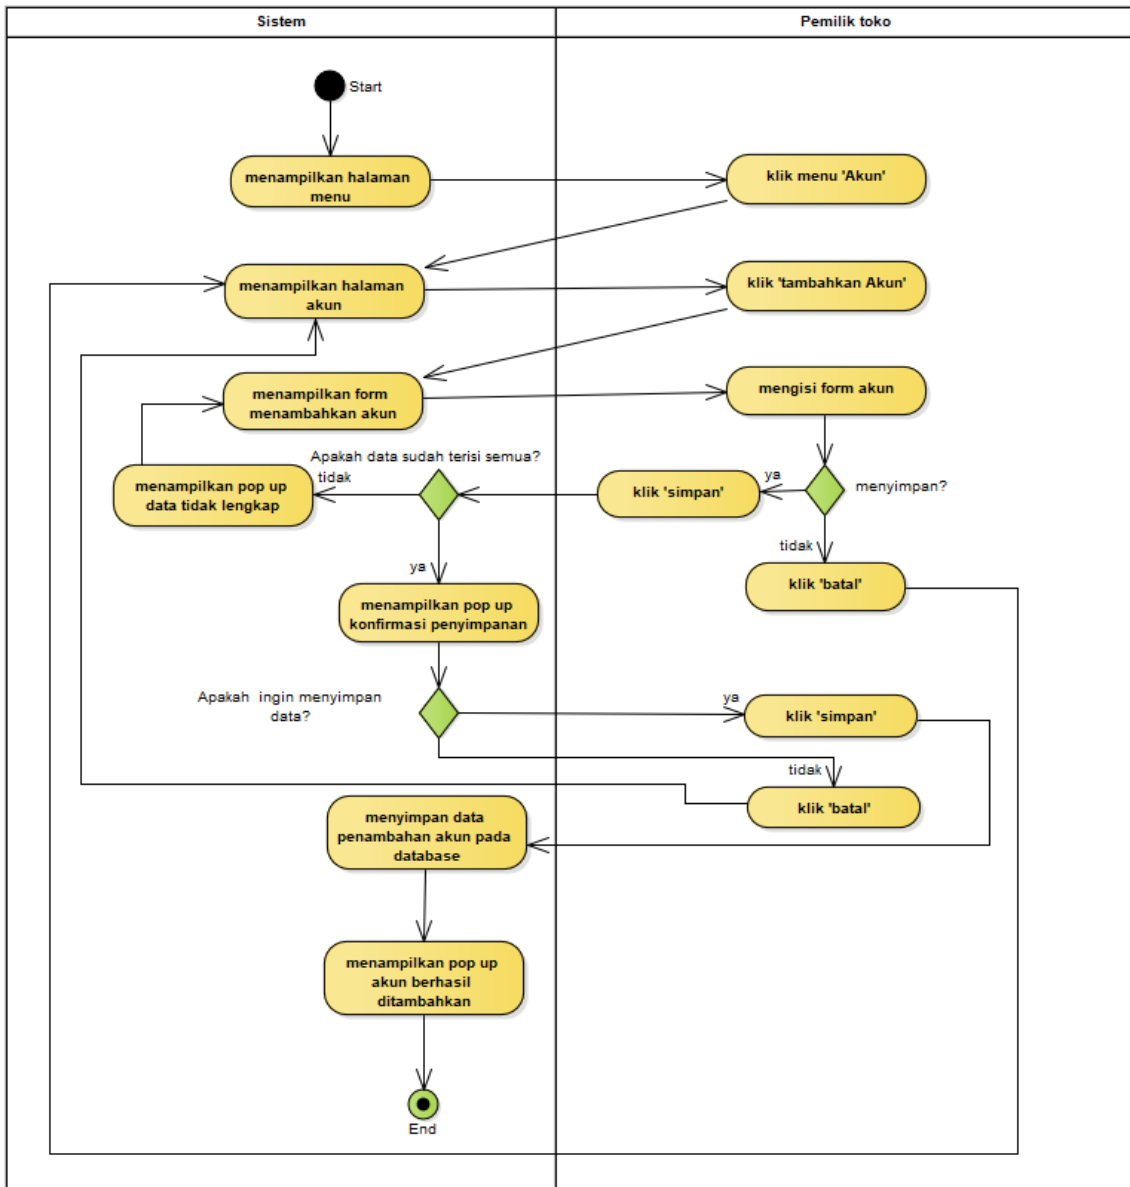 Sistem
Pemilik toko
Start
menampilkan halaman
menu
klik menu 'Akun'
menampilkan halaman
akun
klik 'tambahkan Akun'
menampilkan form
menambahkan akun
mengisi form akun
Apakah data sudah terisi semua?
tidak
menampilkan pop up
data tidak lengkap
klik 'simpan'
ya
menyimpan?
tidak
klik 'batal'
ya
menampilkan pop up
konfirmasi penyimpanan
Apakah  ingin menyimpan
data?
ya
klik 'simpan'
tidak
klik 'batal'
menyimpan data
penambahan akun pada
database
menampilkan pop up
akun berhasil
ditambahkan
End